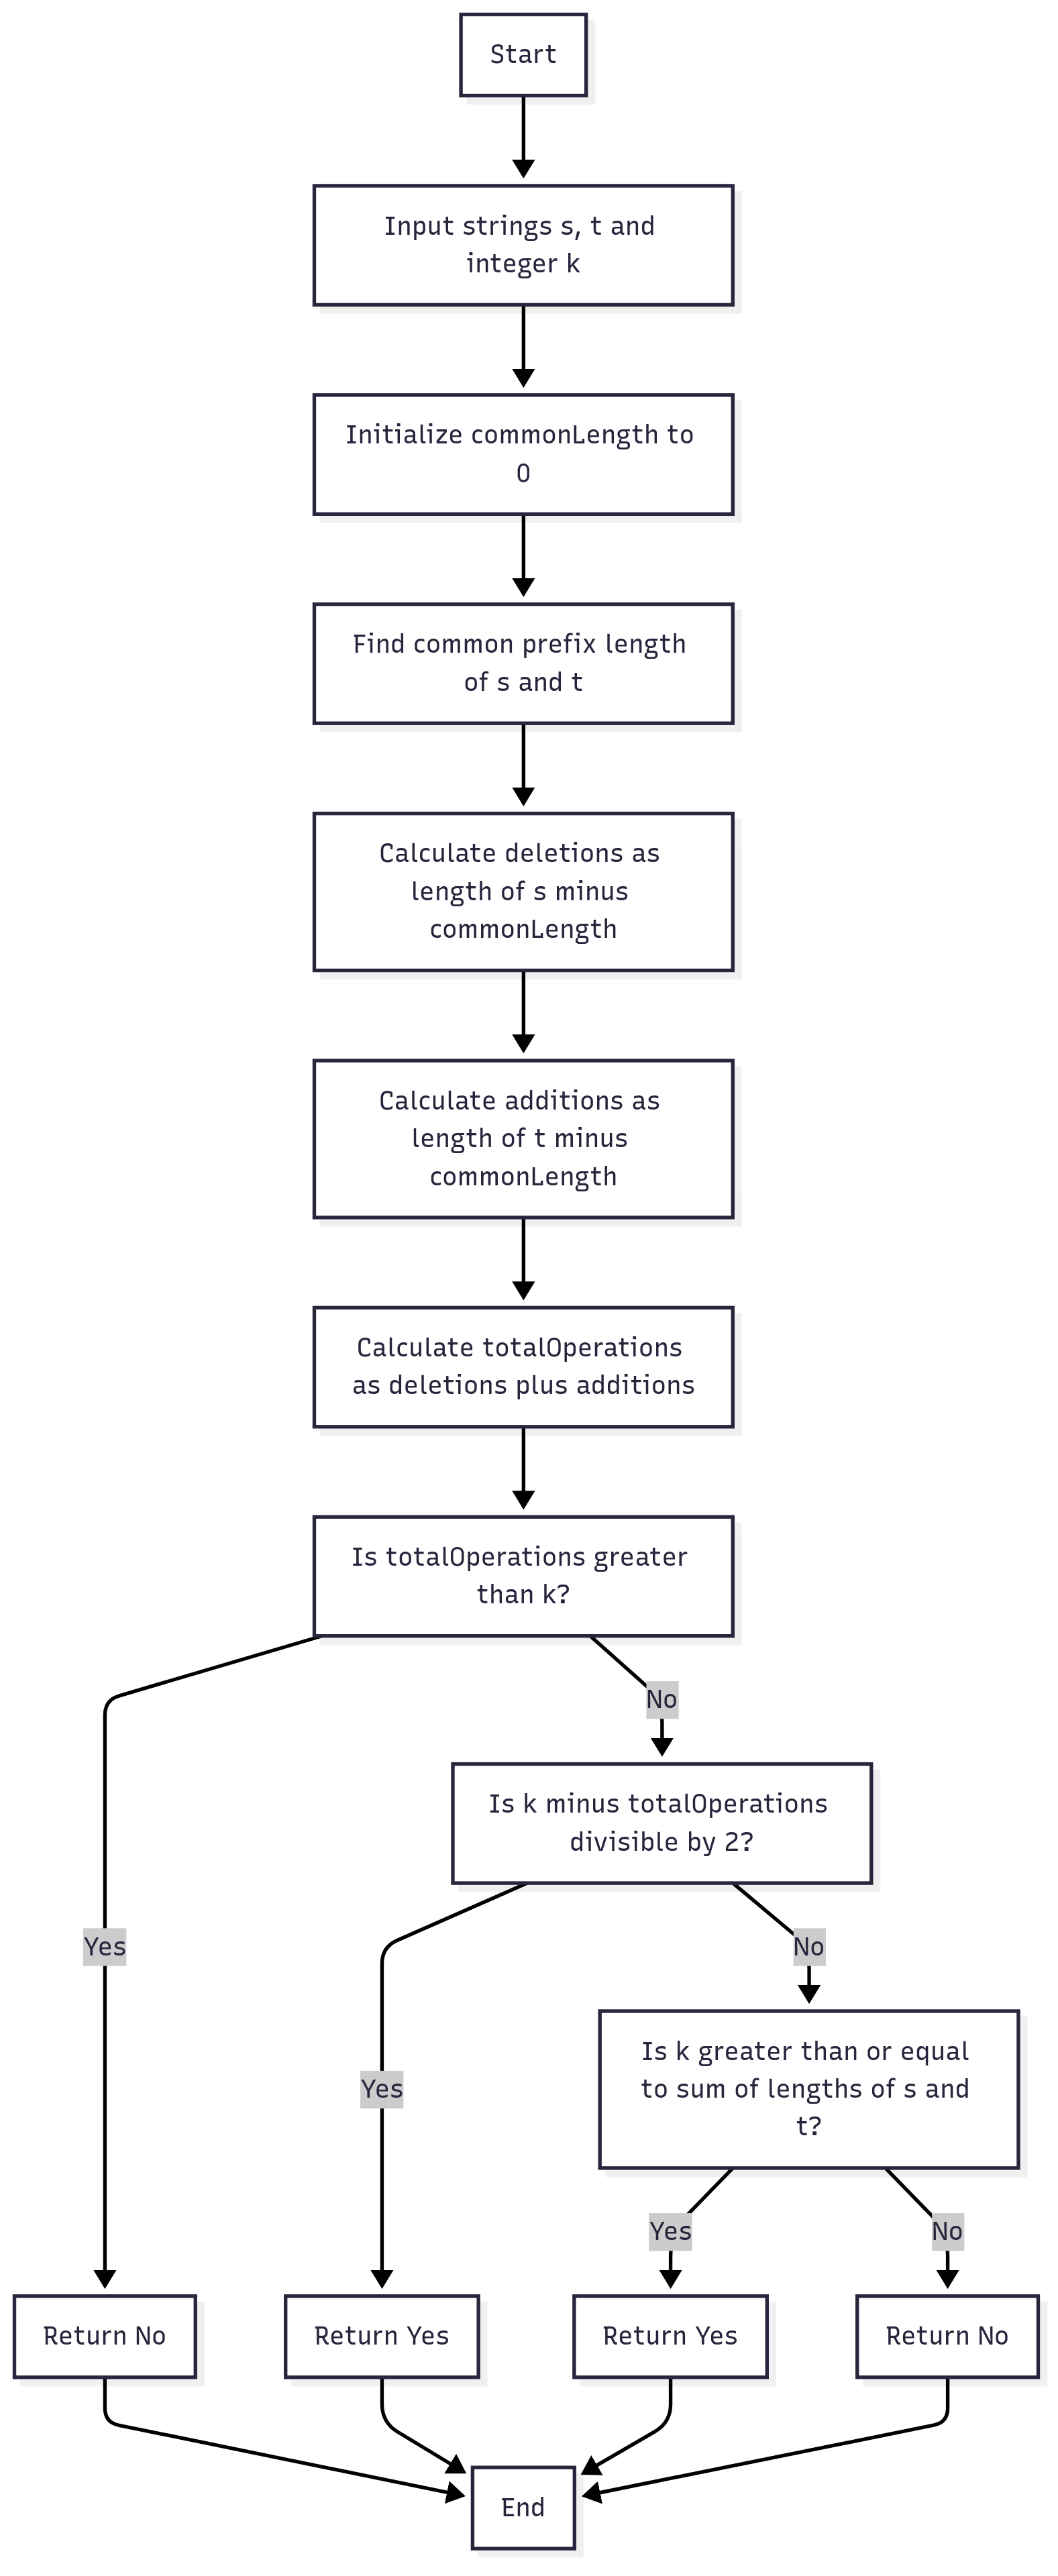 Start
Input strings s, t and
integer k
Initialize commonLength to
0
Find common prefix length
of s and t
Calculate deletions as
length of s minus
commonLength
Calculate additions as
length of t minus
commonLength
Calculate totalOperations
as deletions plus additions
Is totalOperations greater
than k?
No
Is k minus totalOperations
divisible by 2?
Yes
No
Is k greater than or equal
to sum of lengths of s and
t?
Yes
Yes
No
Return No
Return Yes
Return Yes
Return No
End